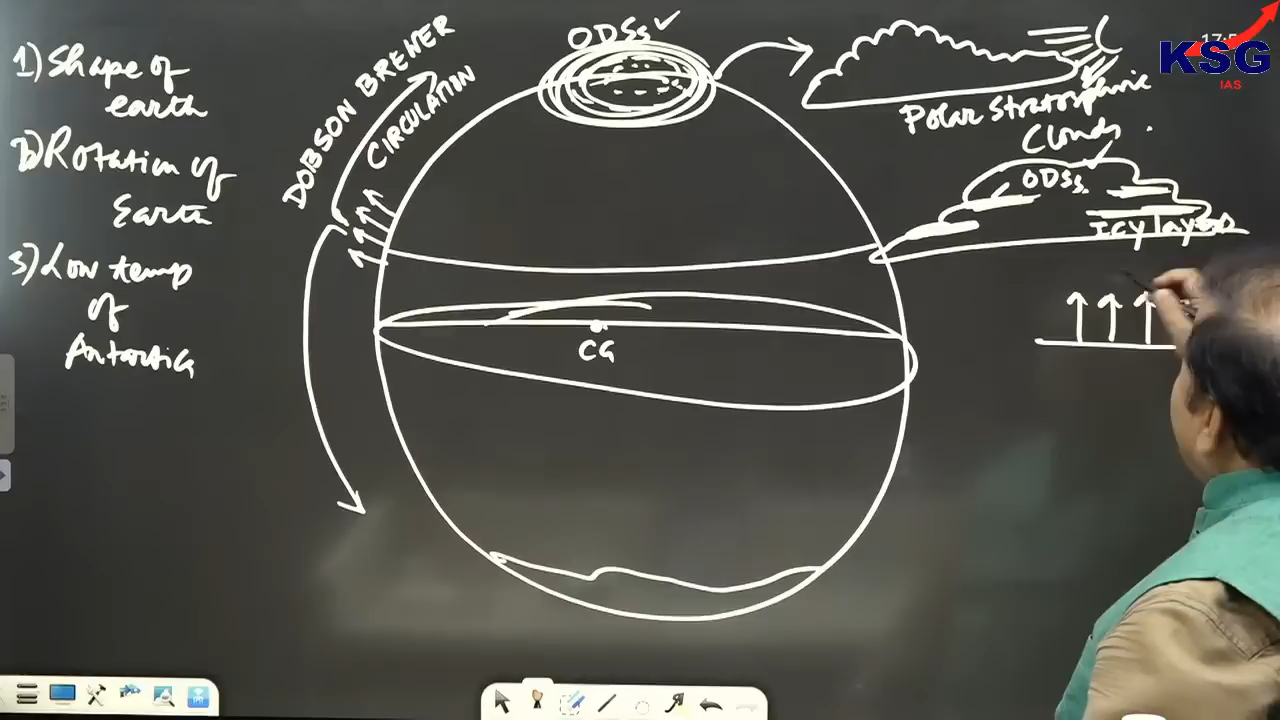 1) Shape of
earth
2) Rotation of
Earth
3) Low temp
of
Antartica
DOBSON BREWER
CIRCULATION
ODSs
CG
Polar Stratospheric
Clouds.
ODSs.
Icy layers
KSG
IAS